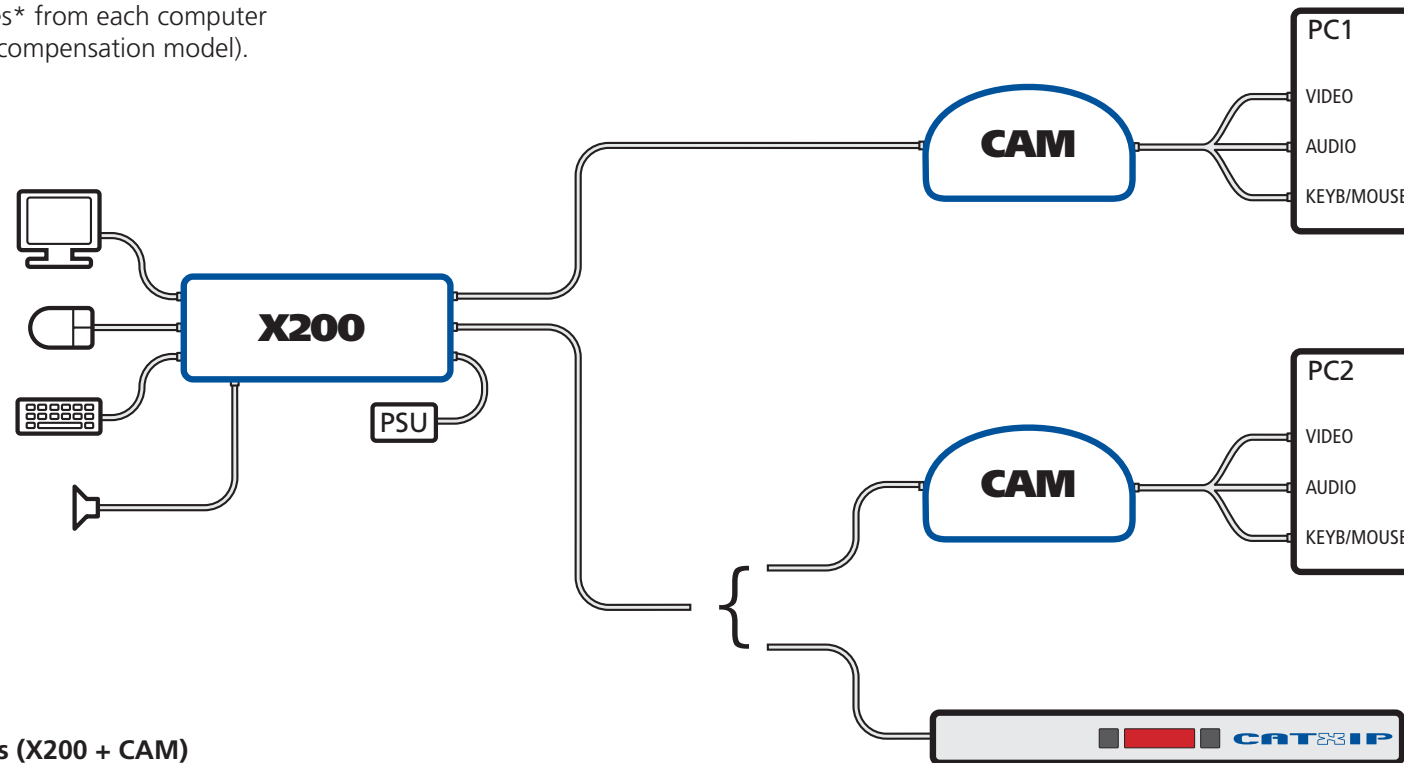 es* from each computer
compensation model).
PC1
VIDEO
CAM
AUDIO
KEYB/MOUSE
X200
PSU
PC2
VIDEO
CAM
AUDIO
KEYB/MOUSE
CATXIP
s (X200 + CAM)